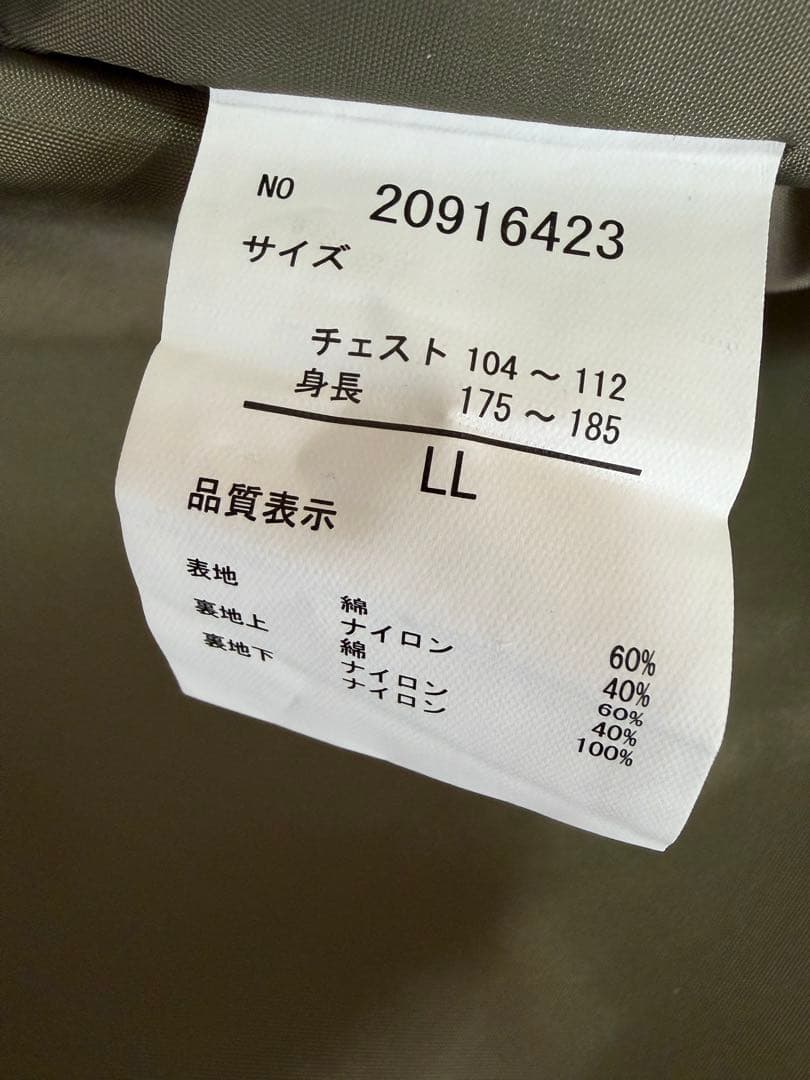 NO 20916423
サイズ
チェスト 104 ～ 112
身長 175 ～ 185
LL
品質表示
表地 綿 60%
ナイロン 40%
裏地上 綿 60%
ナイロン 40%
裏地下 ナイロン 100%